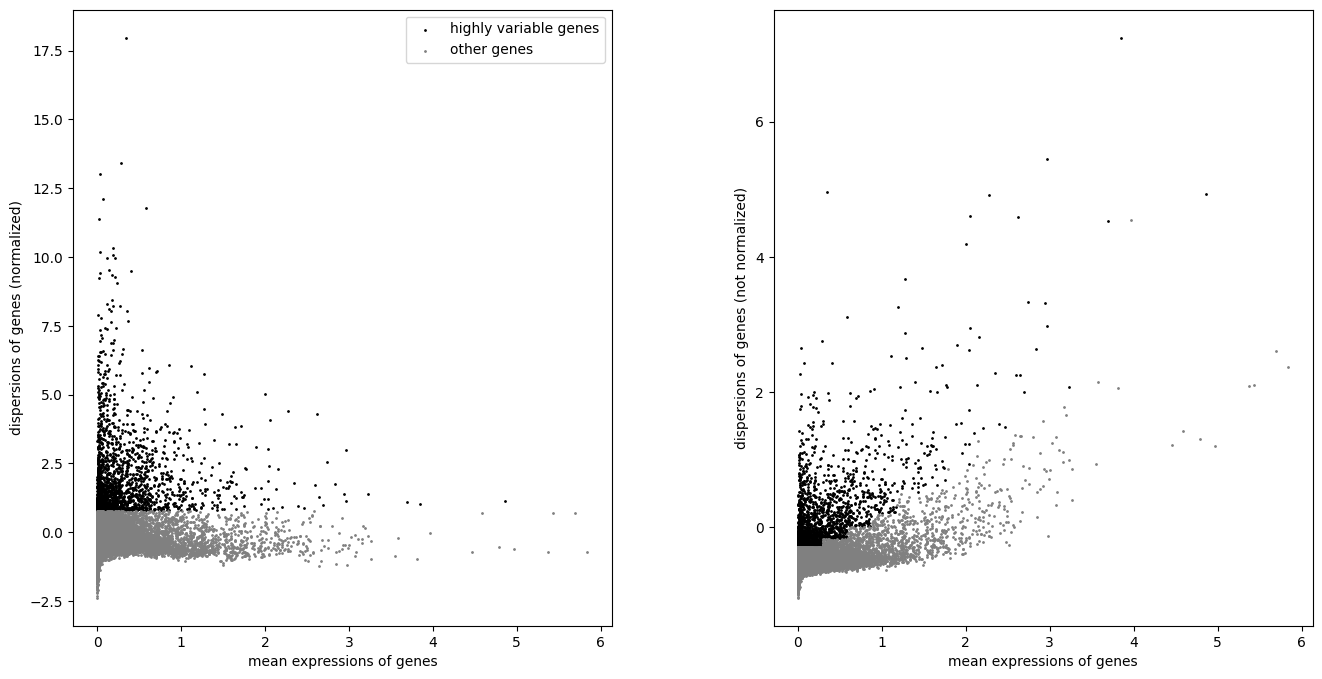 highly variable genes
other genes
dispersions of genes (normalized)
17.5
15.0
12.5
10.0
7.5
5.0
2.5
0.0
−2.5
0 1 2 3 4 5 6
mean expressions of genes
dispersions of genes (not normalized)
6
4
2
0
0 1 2 3 4 5 6
mean expressions of genes